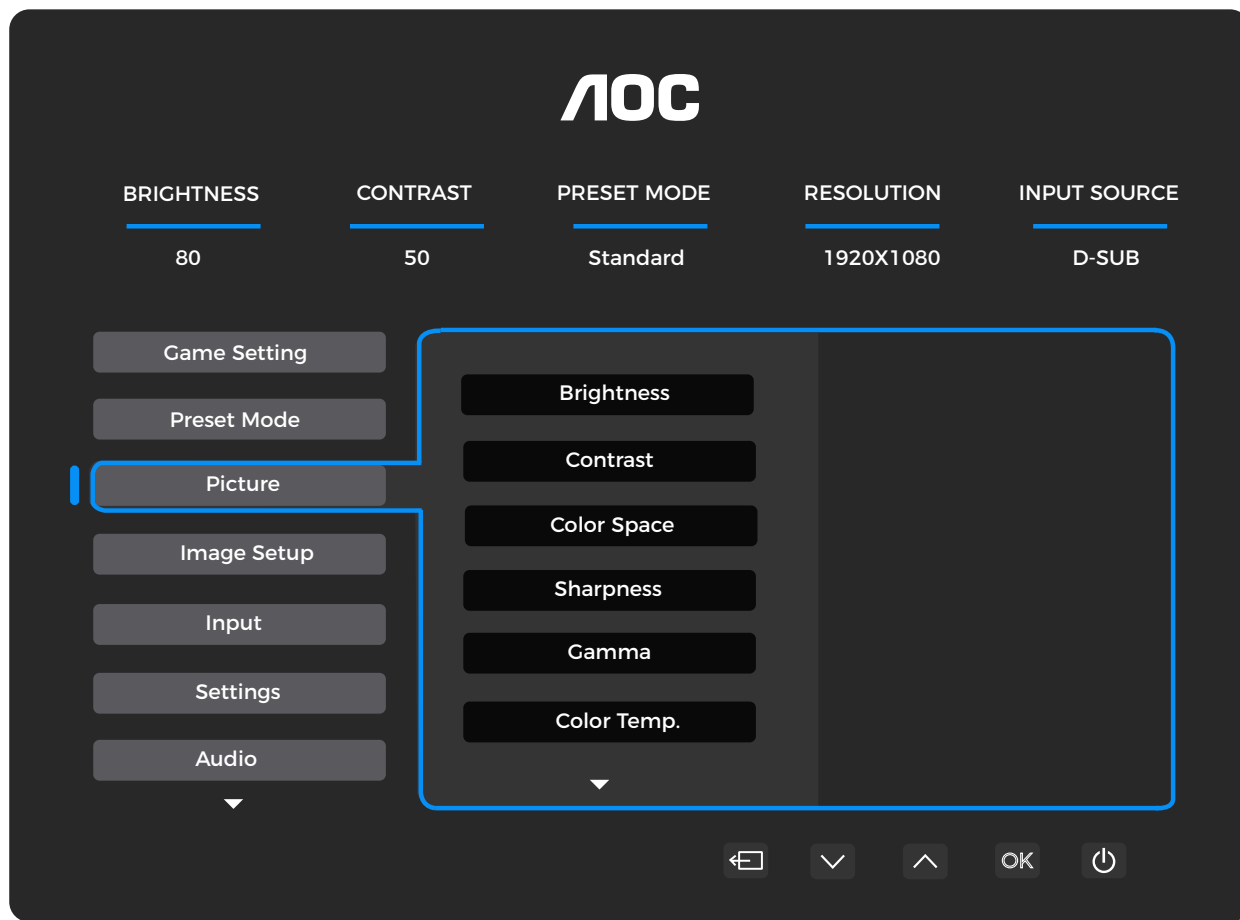 AOC
BRIGHTNESS CONTRAST PRESET MODE RESOLUTION INPUT SOURCE
80 50 Standard 1920X1080 D-SUB
Game Setting
Preset Mode
Picture
Image Setup
Input
Settings
Audio
Brightness
Contrast
Color Space
Sharpness
Gamma
Color Temp.
OK